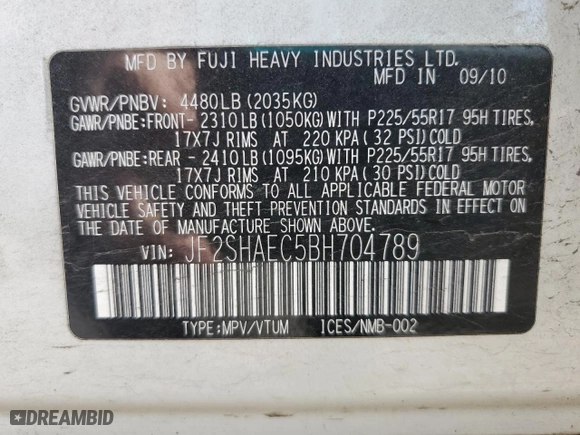 MFD BY FUJI HEAVY INDUSTRIES LTD.
MFD IN 09/10
GVWR/PNBV: 4480LB (2035KG)
GAWR/PNBE:FRONT- 2310LB (1050KG) WITH P225/55R17 95H TIRES,
17X7J RIMS AT 220 KPA (32 PSI) COLD
GAWR/PNBE:REAR - 2410LB (1095KG) WITH P225/55R17 95H TIRES,
17X7J RIMS AT 210 KPA (30 PSI) COLD
THIS VEHICLE CONFORMS TO ALL APPLICABLE FEDERAL MOTOR
VEHICLE SAFETY AND THEFT PREVENTION STANDARDS IN EFFECT
ON THE DATE OF MANUFACTURE SHOWN ABOVE.
VIN: JF2SHAEC5BH704789
TYPE:MPV/VTUM ICES/NMB-002
DREAMBID